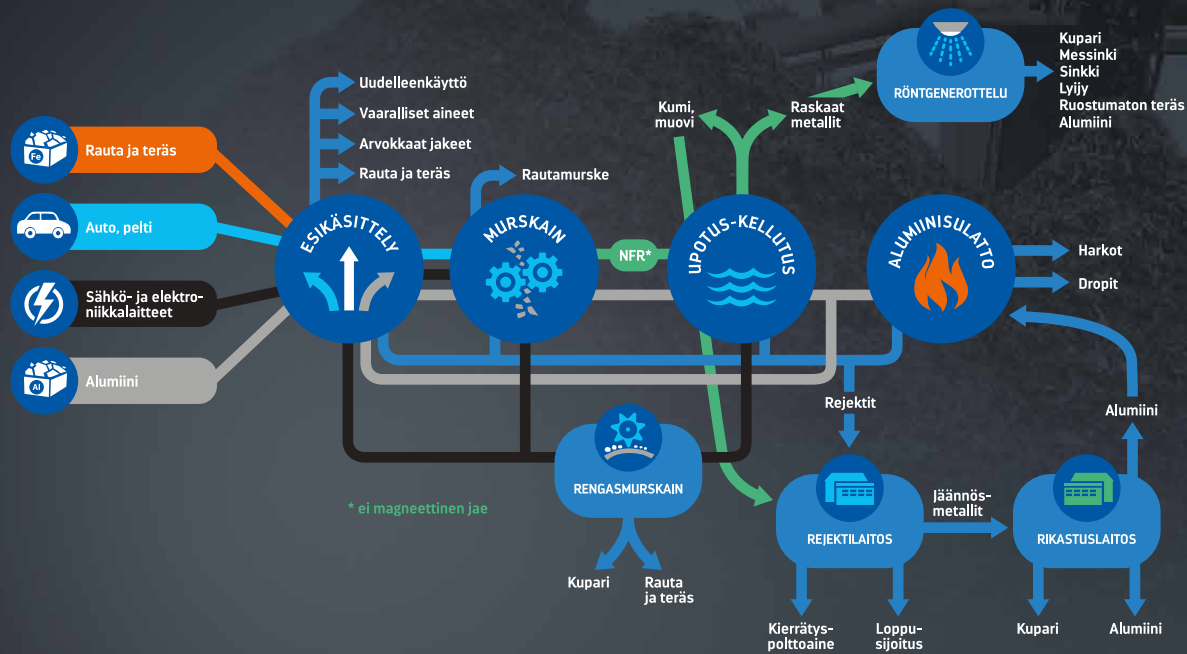 Fe
Rauta ja teräs
Auto, pelti
Sähkö- ja elektro-
niikkalaitteet
Al
Alumiini
Uudelleenkäyttö
Vaaralliset aineet
Arvokkaat jakeet
Rauta ja teräs
ESIKÄSITTELY
Rautamurske
MURSKAIN
NFR*
Kumi,
muovi
Raskaat
metallit
UPOTUS-KELLUTUS
RÖNTGENEROTTELU
Kupari
Messinki
Sinkki
Lyijy
Ruostumaton teräs
Alumiini
ALUMIINISULATTO
Harkot
Dropit
Rejektit
Alumiini
RENGASMURSKAIN
* ei magneettinen jae
Kupari
Rauta
ja teräs
REJEKTILAITOS
Jäännös-
metallit
RIKASTUSLAITOS
Kierrätys-
polttoaine
Loppu-
sijoitus
Kupari
Alumiini